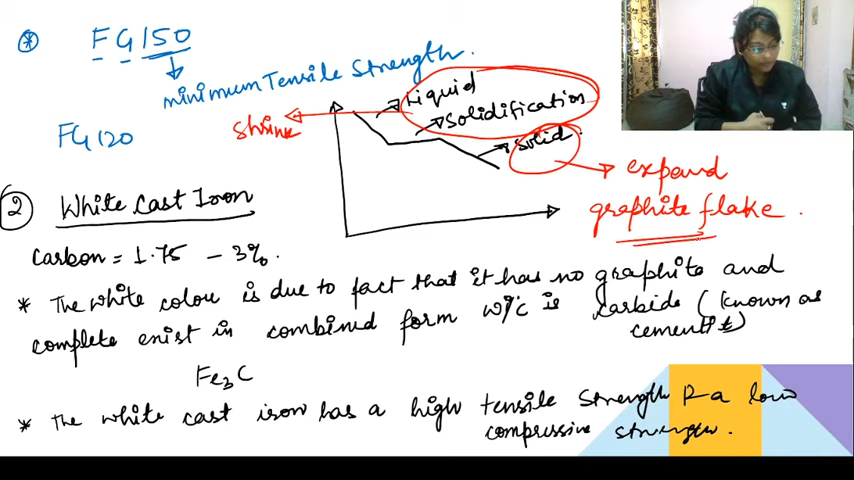 * FG150
minimum Tensile Strength.
FG120
Liquid
Solidification
Shrink
Solid.
expand
graphite flake.
2 White Cast Iron
Carbon = 1.75 - 3%.
* The white colour is due to fact that it has no graphite and
complete exist in combined form is carbide (known as
cementite)
Fe3C
* The white cast iron has a high tensile strength & a low
compressive strength.